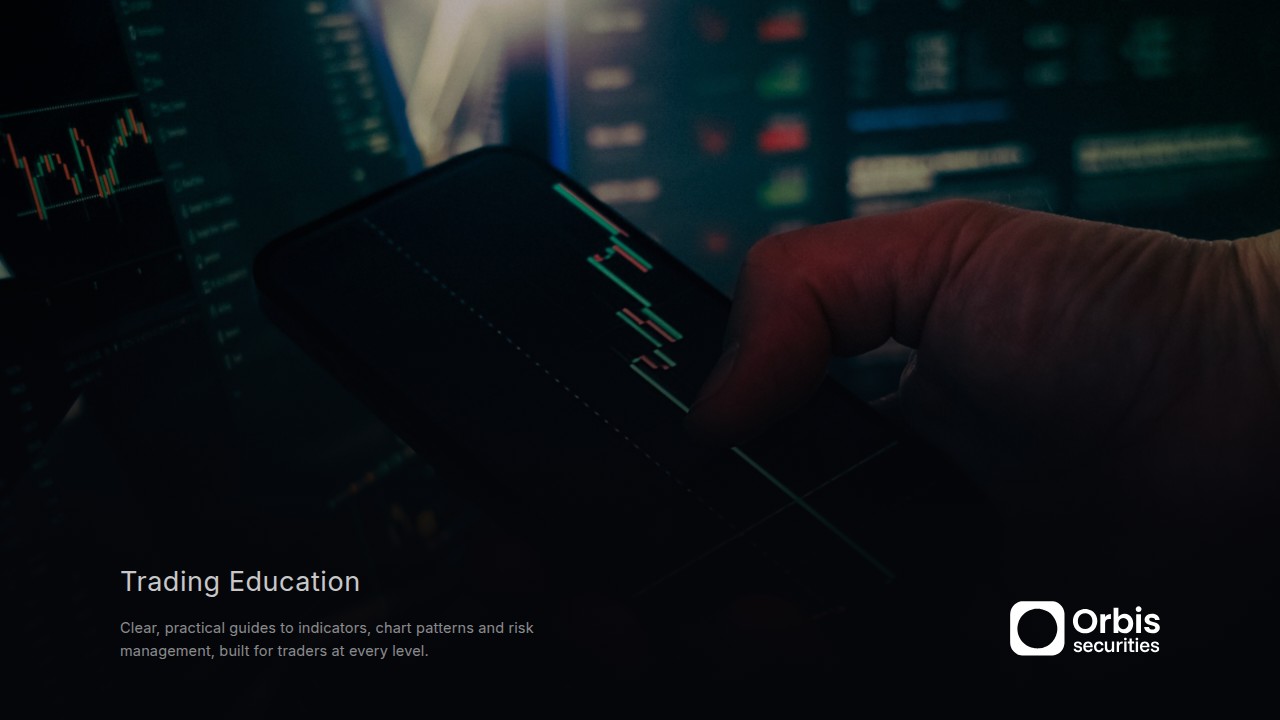 Trading Education
Clear, practical guides to indicators, chart patterns and risk
management, built for traders at every level.
Orbis
securities